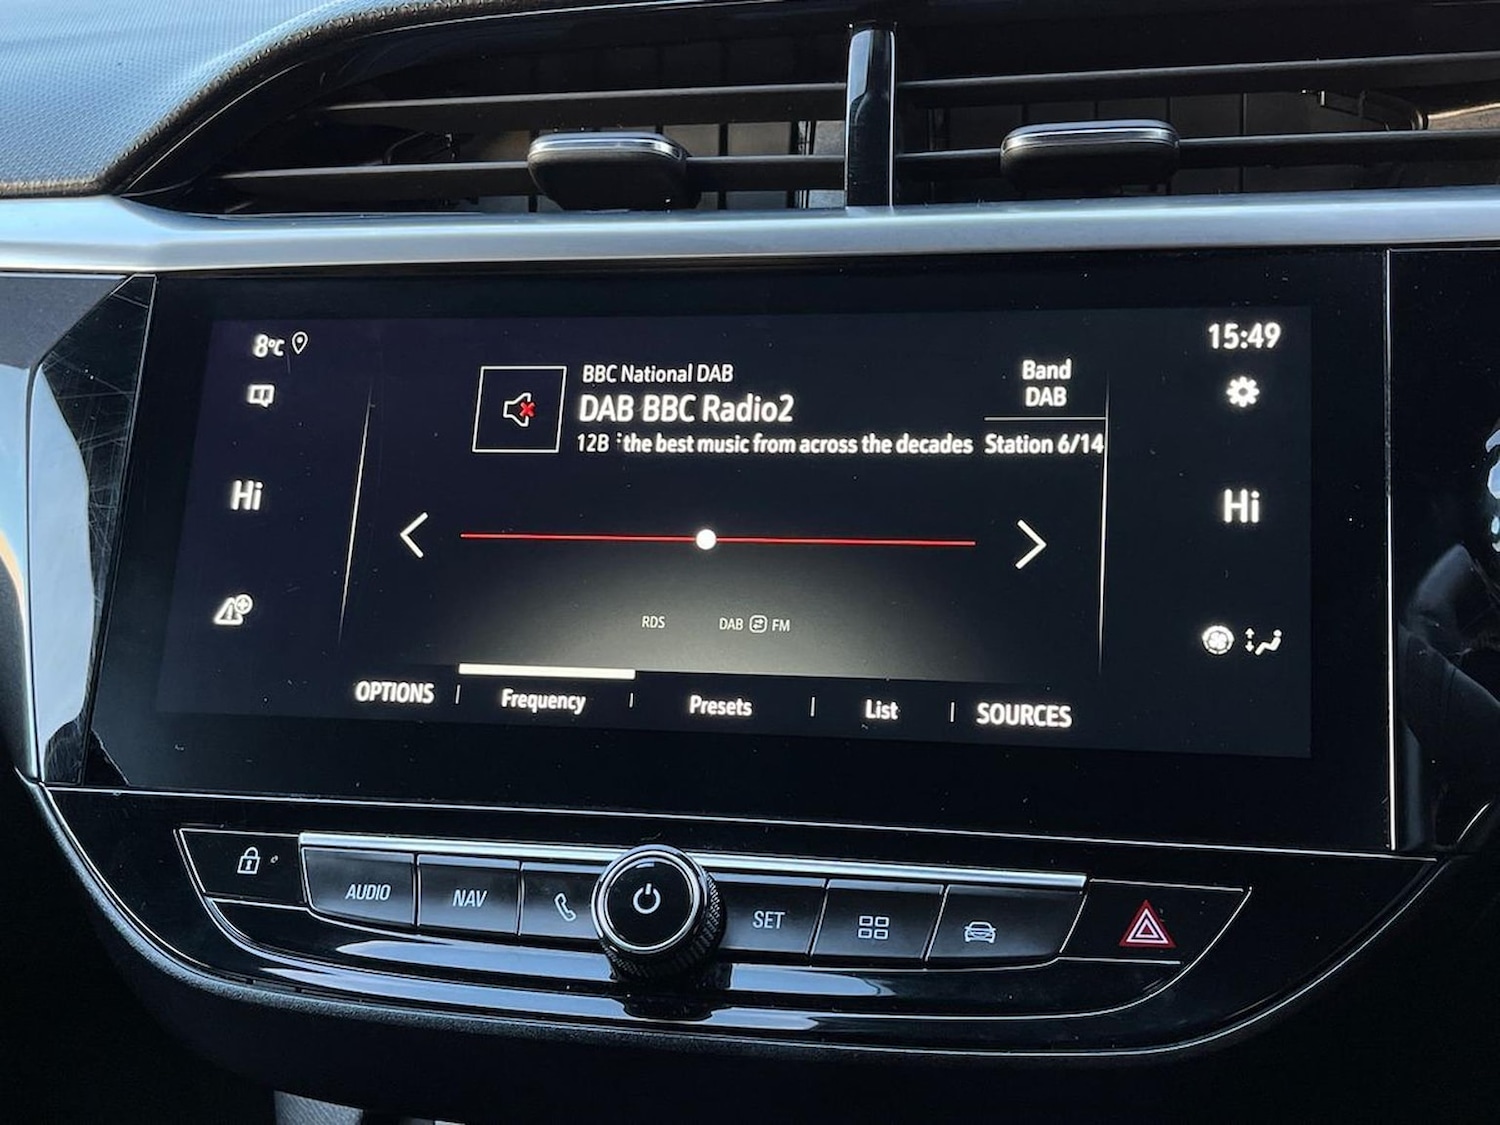 8°C
15:49
BBC National DAB
DAB BBC Radio2
12B the best music from across the decades
Band
DAB
Station 6/14
Hi
Hi
RDS
DAB FM
OPTIONS | Frequency | Presets | List | SOURCES
AUDIO NAV SET